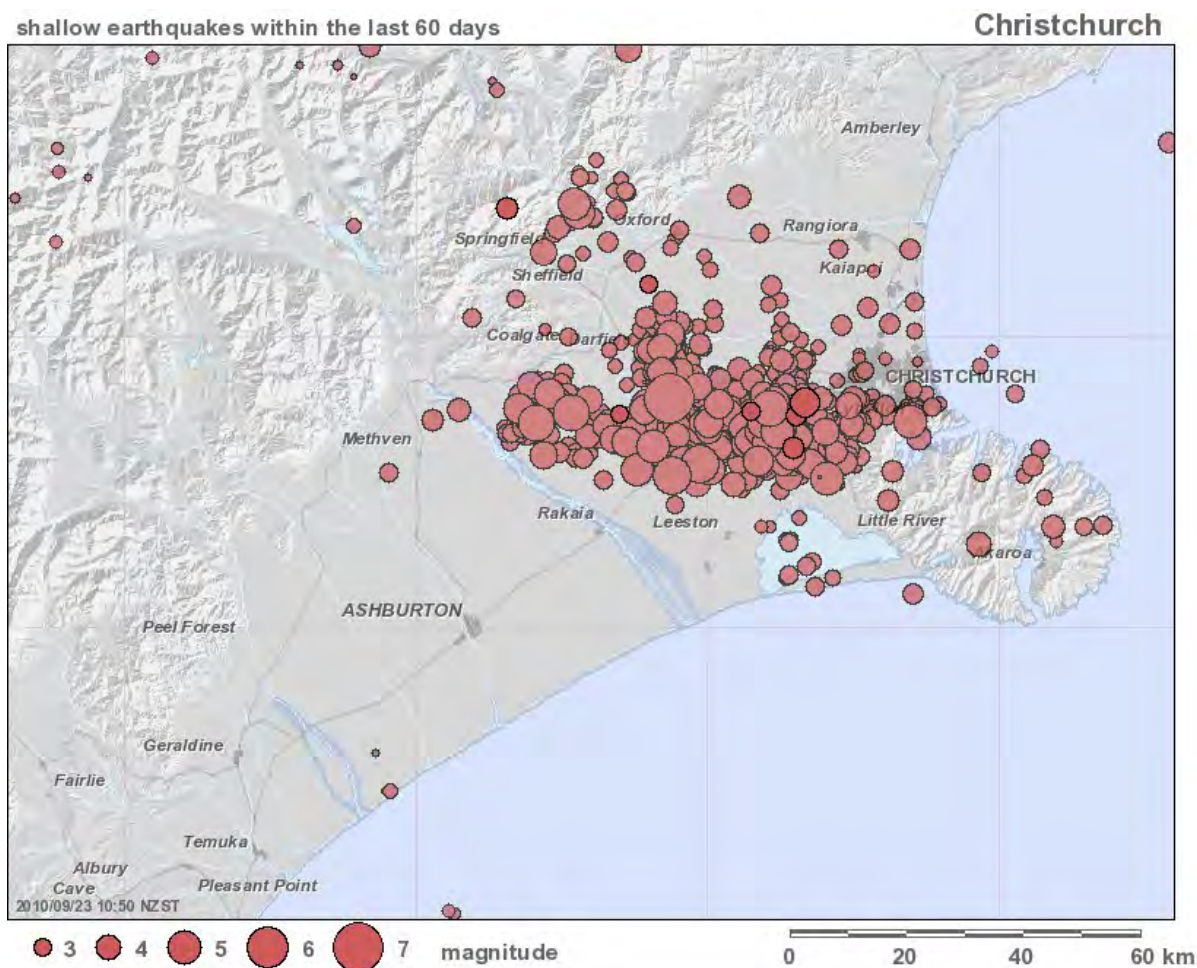 shallow earthquakes within the last 60 days
Christchurch
Amberley
Oxford
Rangiora
Springfield
Kaiapoi
Sheffield
Coalgate
Darfield
CHRISTCHURCH
Methven
Rakaia
Leeston
Little River
Akaroa
ASHBURTON
Peel Forest
Geraldine
Fairlie
Temuka
Albury
Cave
Pleasant Point
2010/09/23 10:50 NZST
3 4 5 6 7 magnitude
0 20 40 60 km